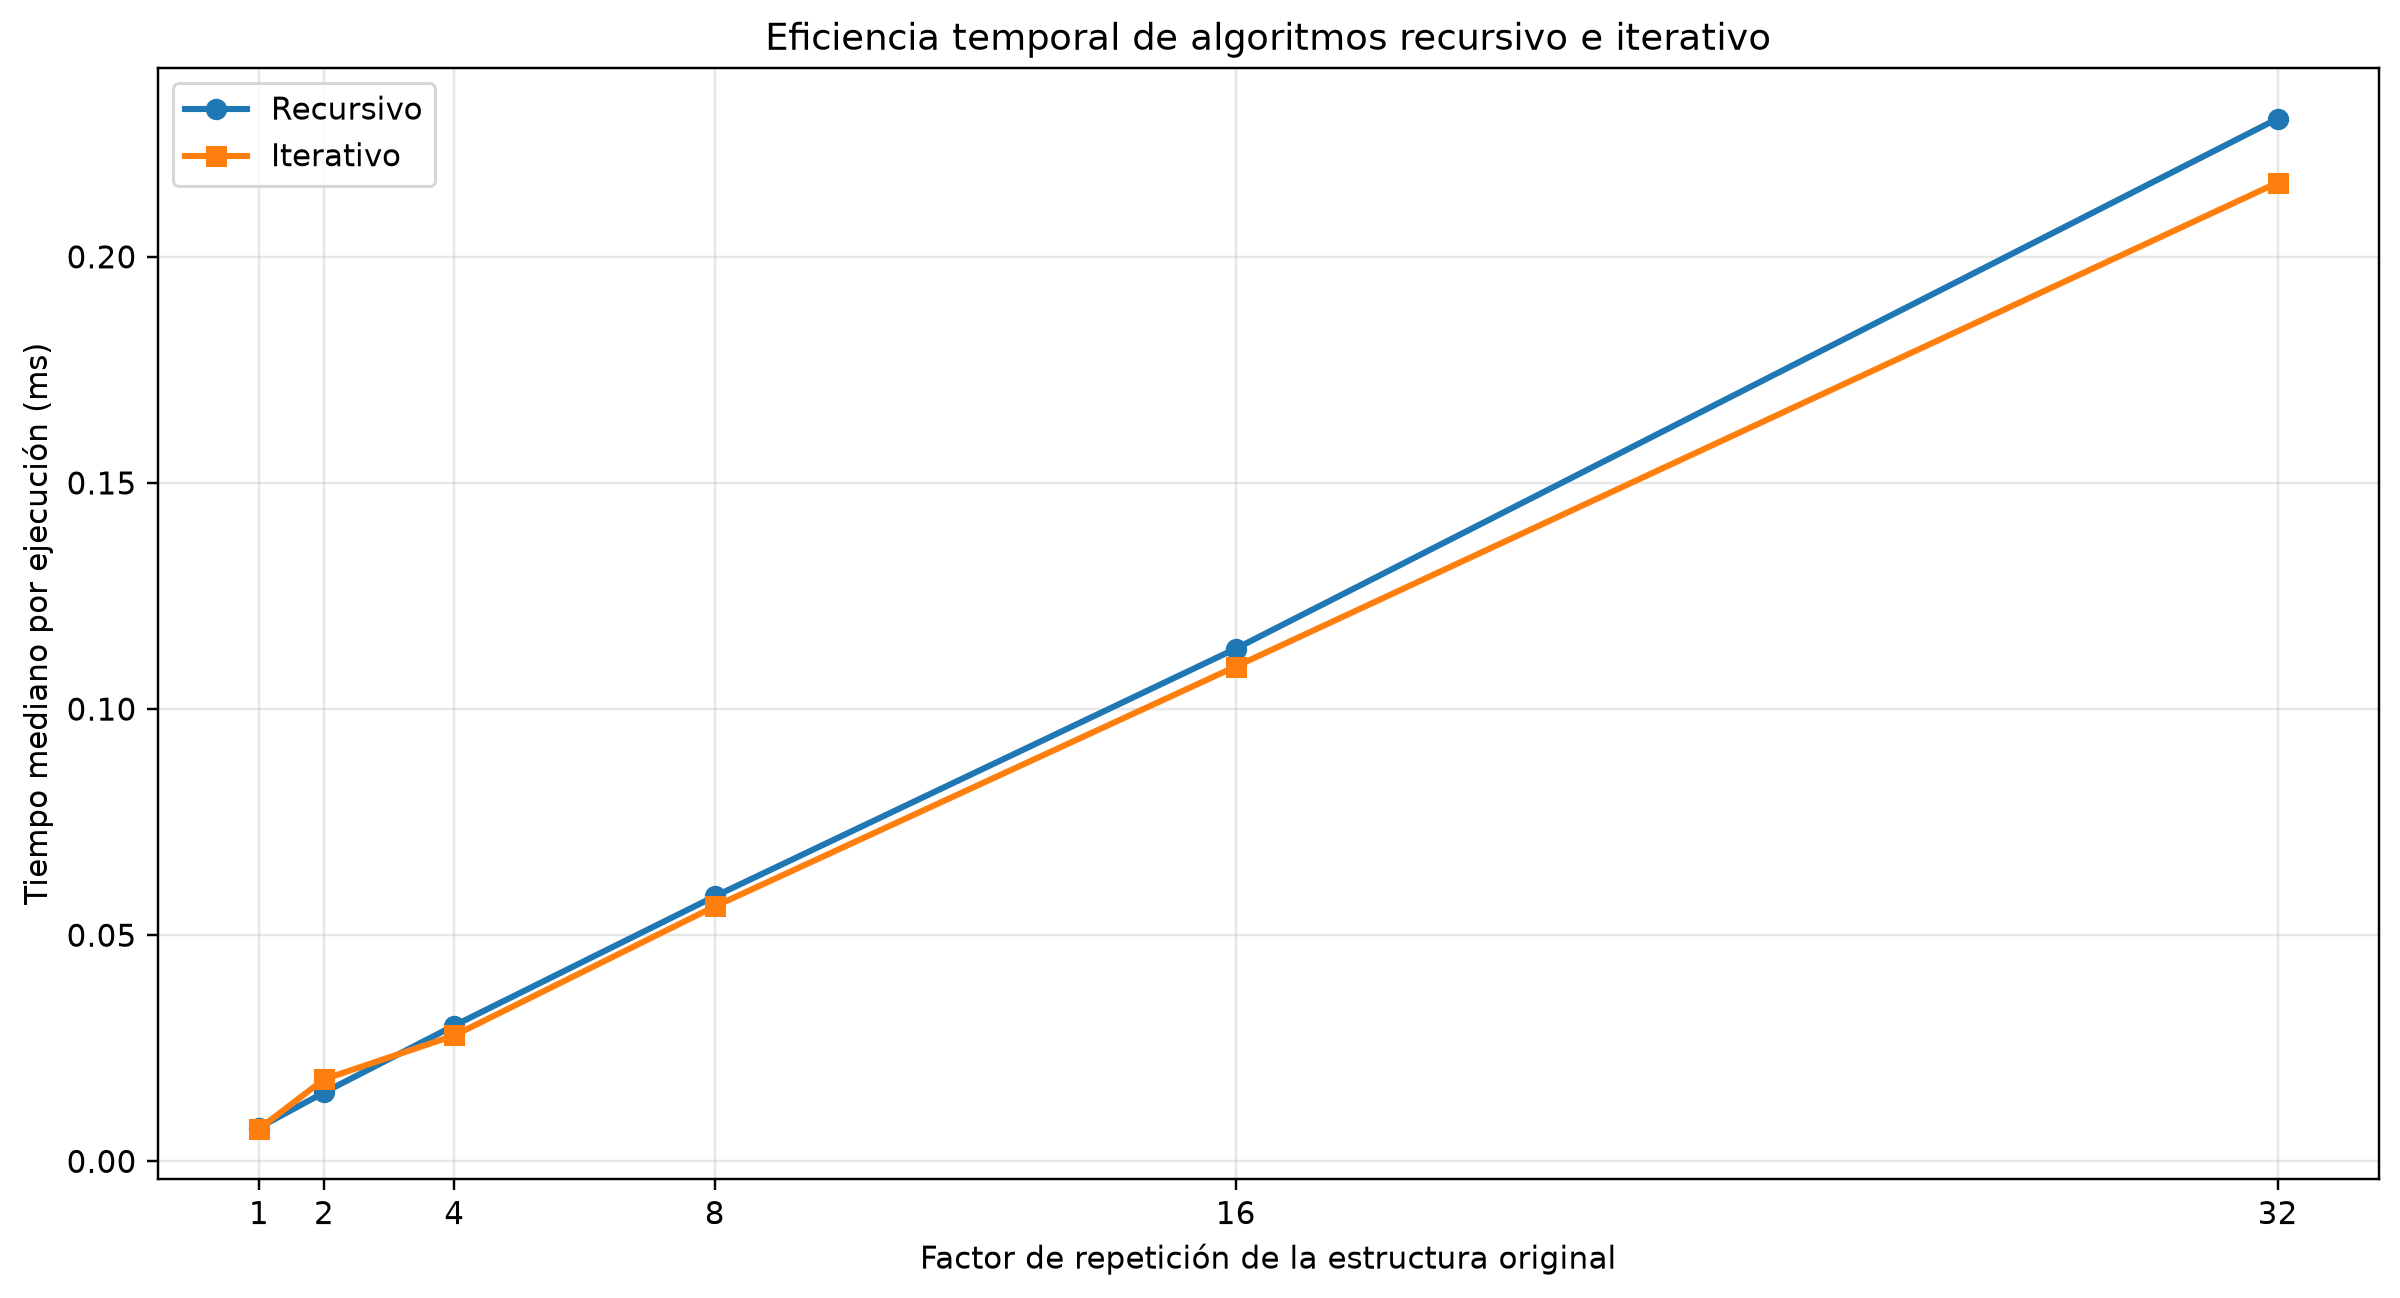 Eficiencia temporal de algoritmos recursivo e iterativo
Recursivo
Iterativo
Tiempo mediano por ejecución (ms)
0.20
0.15
0.10
0.05
0.00
1 2 4 8 16 32
Factor de repetición de la estructura original